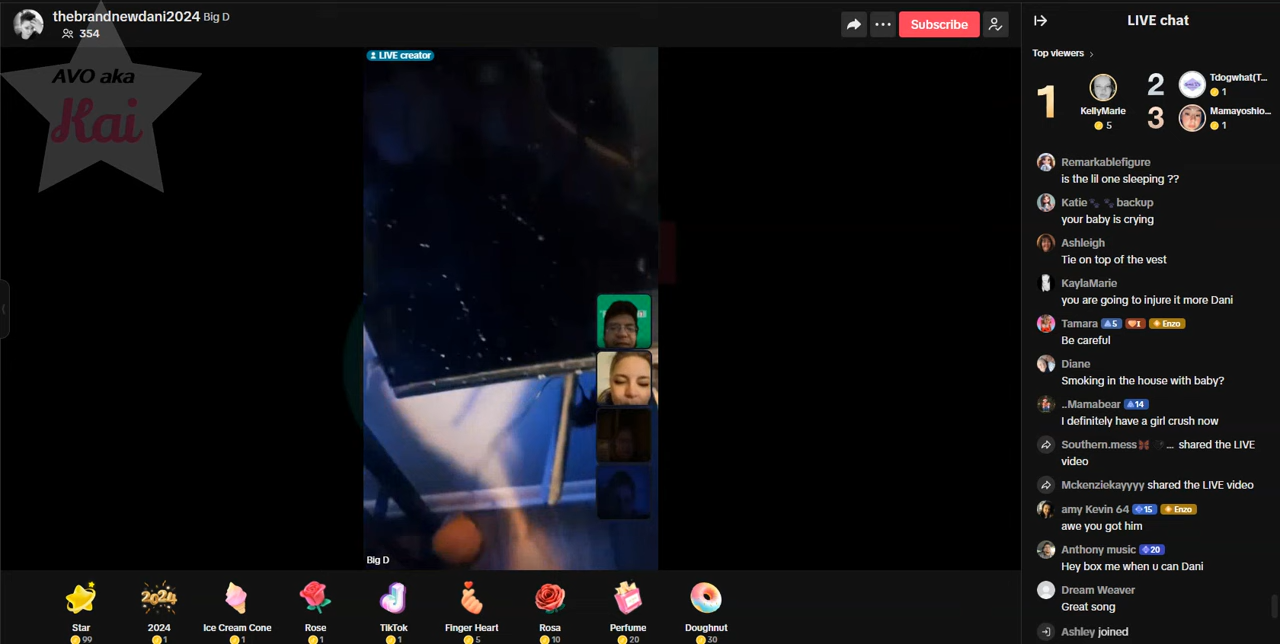 thebrandnewdani2024 Big D
354
Subscribe
AVO aka
Kai
LIVE creator
Big D
Star
99
2024
2024
1
Ice Cream Cone
1
Rose
1
TikTok
1
Finger Heart
5
Rosa
10
Perfume
20
Doughnut
30
LIVE chat
Top viewers
1
KellyMarie
5
2
Tdogwhat(T...
1
3
Mamayoshio...
1
Remarkablefigure
is the lil one sleeping ??
Katie🐾 🐾backup
your baby is crying
Ashleigh
Tie on top of the vest
KaylaMarie
you are going to injure it more Dani
Tamara 5 I Enzo
Be careful
Diane
Smoking in the house with baby?
..Mamabear 14
I definitely have a girl crush now
Southern.mess ... shared the LIVE
video
Mckenziekayyyy shared the LIVE video
amy Kevin 64 15 Enzo
awe you got him
Anthony music 20
Hey box me when u can Dani
Dream Weaver
Great song
Ashley joined